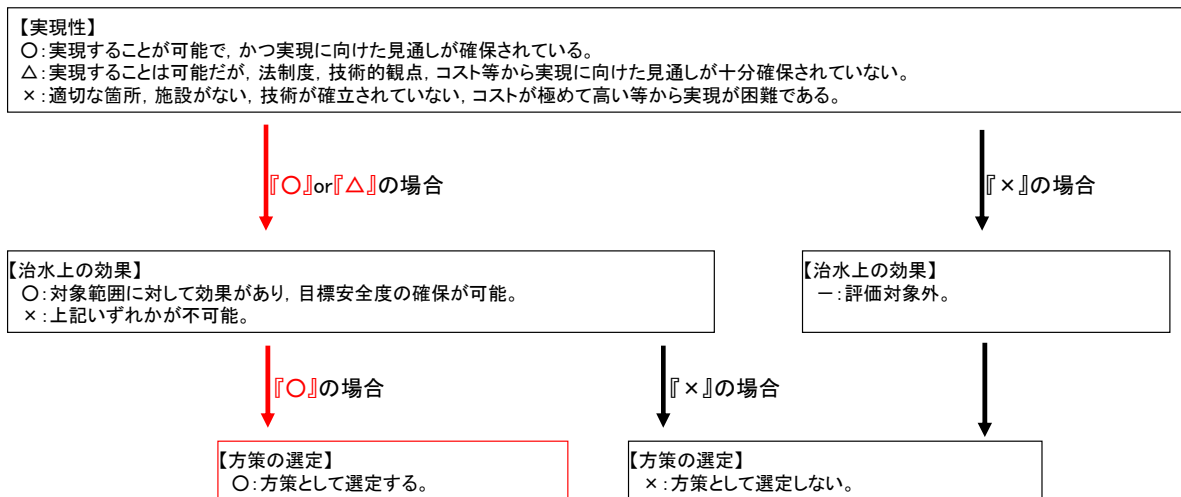 【実現性】
○：実現することが可能で，かつ実現に向けた見通しが確保されている。
△：実現することは可能だが，法制度，技術的観点，コスト等から実現に向けた見通しが十分確保されていない。
×：適切な箇所，施設がない，技術が確立されていない，コストが極めて高い等から実現が困難である。
『○』or『△』の場合
『×』の場合
【治水上の効果】
○：対象範囲に対して効果があり，目標安全度の確保が可能。
×：上記いずれかが不可能。
【治水上の効果】
－：評価対象外。
『○』の場合
『×』の場合
【方策の選定】
○：方策として選定する。
【方策の選定】
×：方策として選定しない。